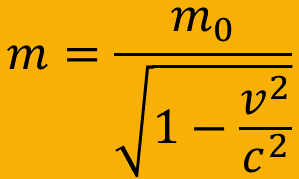 m = m₀ / √(1 − v²/c²)